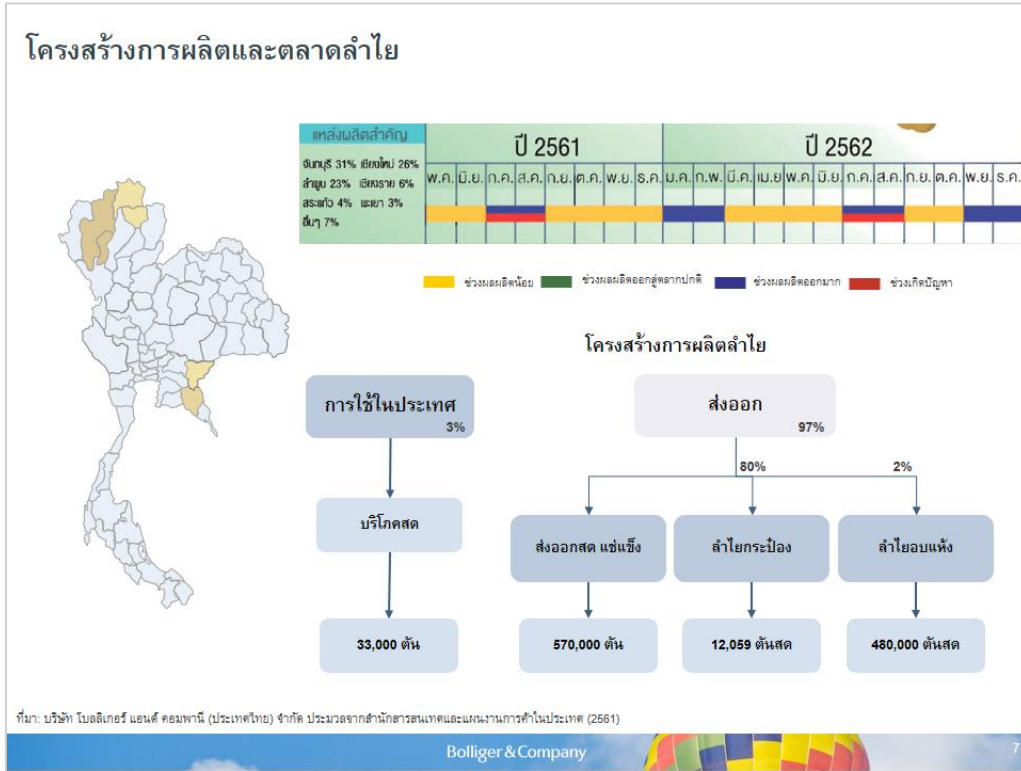 โครงสร้างการผลิตและตลาดลำไย
แหล่งผลิตสำคัญ
จันทบุรี 31% เชียงใหม่ 26%
ลำพูน 23% เชียงราย 6%
สระแก้ว 4% พะเยา 3%
อื่นๆ 7%
ปี 2561
ปี 2562
พ.ค. มิ.ย. ก.ค. ส.ค. ก.ย. ต.ค. พ.ย. ธ.ค. ม.ค. ก.พ. มี.ค. เม.ย พ.ค. มิ.ย. ก.ค. ส.ค. ก.ย. ต.ค. พ.ย. ธ.ค.
ช่วงผลผลิตน้อย
ช่วงผลผลิตออกสู่ตลาดปกติ
ช่วงผลผลิตออกมาก
ช่วงเกิดปัญหา
โครงสร้างการผลิตลำไย
การใช้ในประเทศ
3%
ส่งออก
97%
80%
2%
บริโภคสด
ส่งออกสด แช่แข็ง
ลำไยกระป๋อง
ลำไยอบแห้ง
33,000 ตัน
570,000 ตัน
12,059 ตันสด
480,000 ตันสด
ที่มา: บริษัท โบลลิเกอร์ แอนด์ คอมพานี (ประเทศไทย) จำกัด ประมวลจากสำนักสารสนเทศและแผนงานการค้าในประเทศ (2561)
Bolliger & Company
7